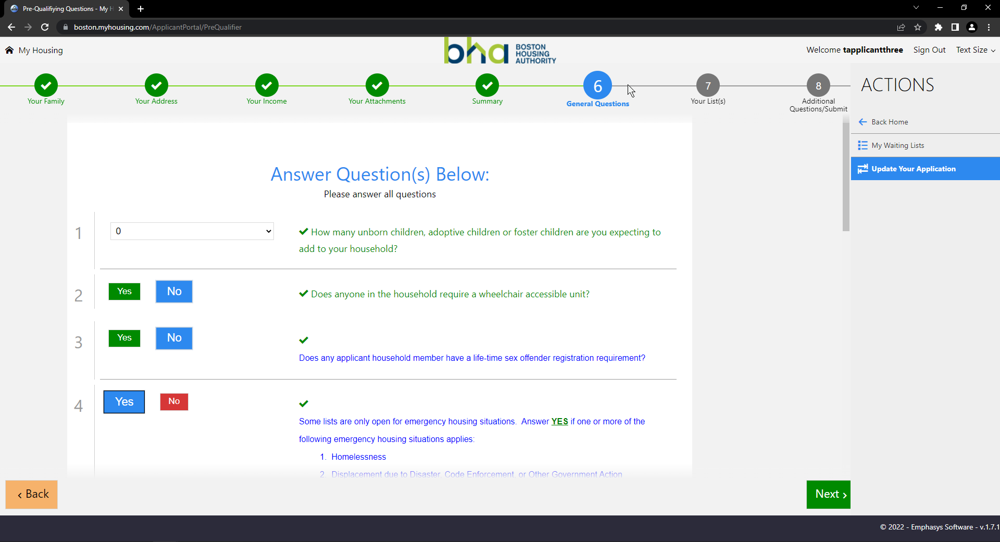 Pre-Qualifiying Questions - My H
boston.myhousing.com/ApplicantPortal/PreQualifier
My Housing
bha BOSTON
HOUSING
AUTHORITY
Welcome tapplicantthree Sign Out Text Size
Your Family
Your Address
Your Income
Your Attachments
Summary
6
General Questions
7
Your List(s)
8
Additional
Questions/Submit
ACTIONS
Back Home
My Waiting Lists
Update Your Application
Answer Question(s) Below:
Please answer all questions
1
0
How many unborn children, adoptive children or foster children are you expecting to
add to your household?
2
Yes No
Does anyone in the household require a wheelchair accessible unit?
3
Yes No
Does any applicant household member have a life-time sex offender registration requirement?
4
Yes No
Some lists are only open for emergency housing situations. Answer YES if one or more of the
following emergency housing situations applies:
1. Homelessness
2. Displacement due to Disaster, Code Enforcement, or Other Government Action
‹ Back
Next ›
© 2022 - Emphasys Software - v.1.7.1